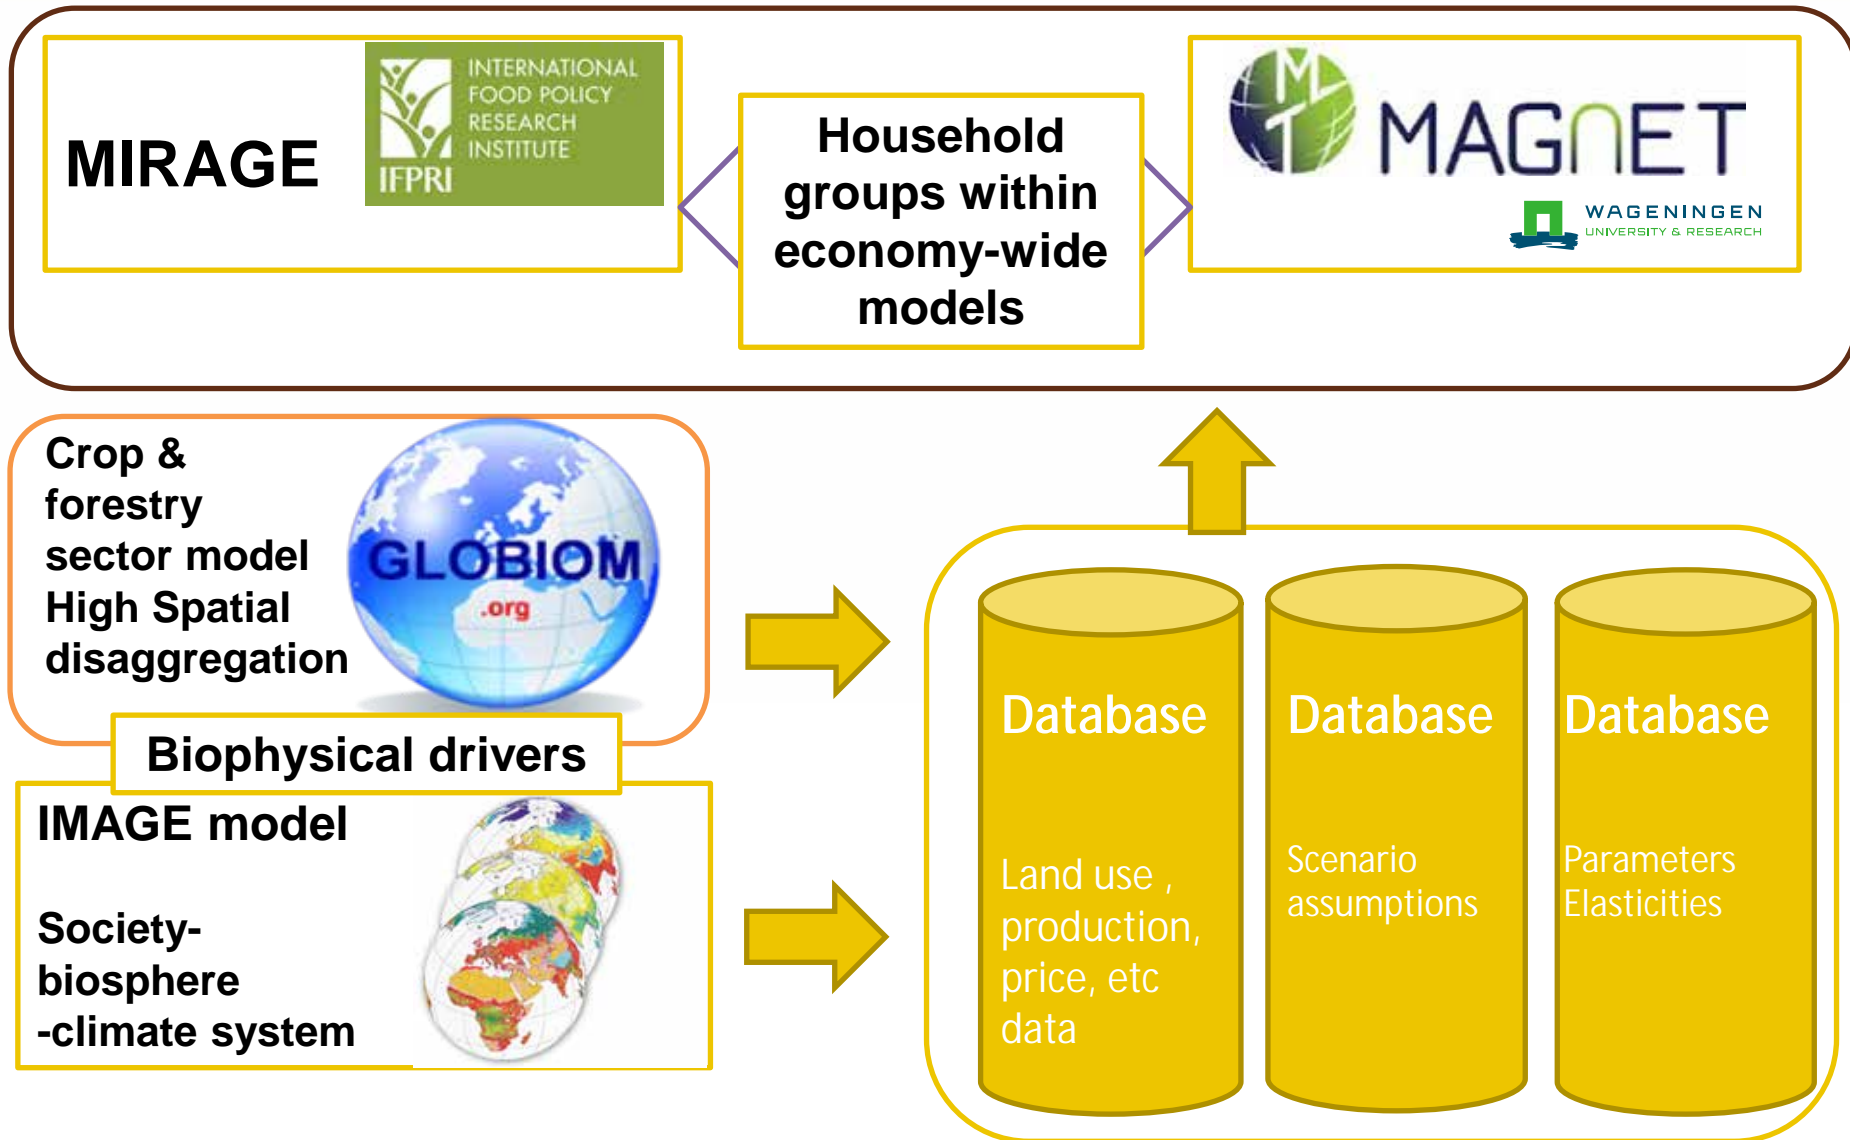 MIRAGE
INTERNATIONAL
FOOD POLICY
RESEARCH
INSTITUTE
IFPRI
Household
groups within
economy-wide
models
M
T
MAGNET
WAGENINGEN
UNIVERSITY & RESEARCH
Crop &
forestry
sector model
High Spatial
disaggregation
GLOBIOM
.org
Biophysical drivers
IMAGE model
Society-
biosphere
-climate system
Database
Land use ,
production,
price, etc
data
Database
Scenario
assumptions
Database
Parameters
Elasticities